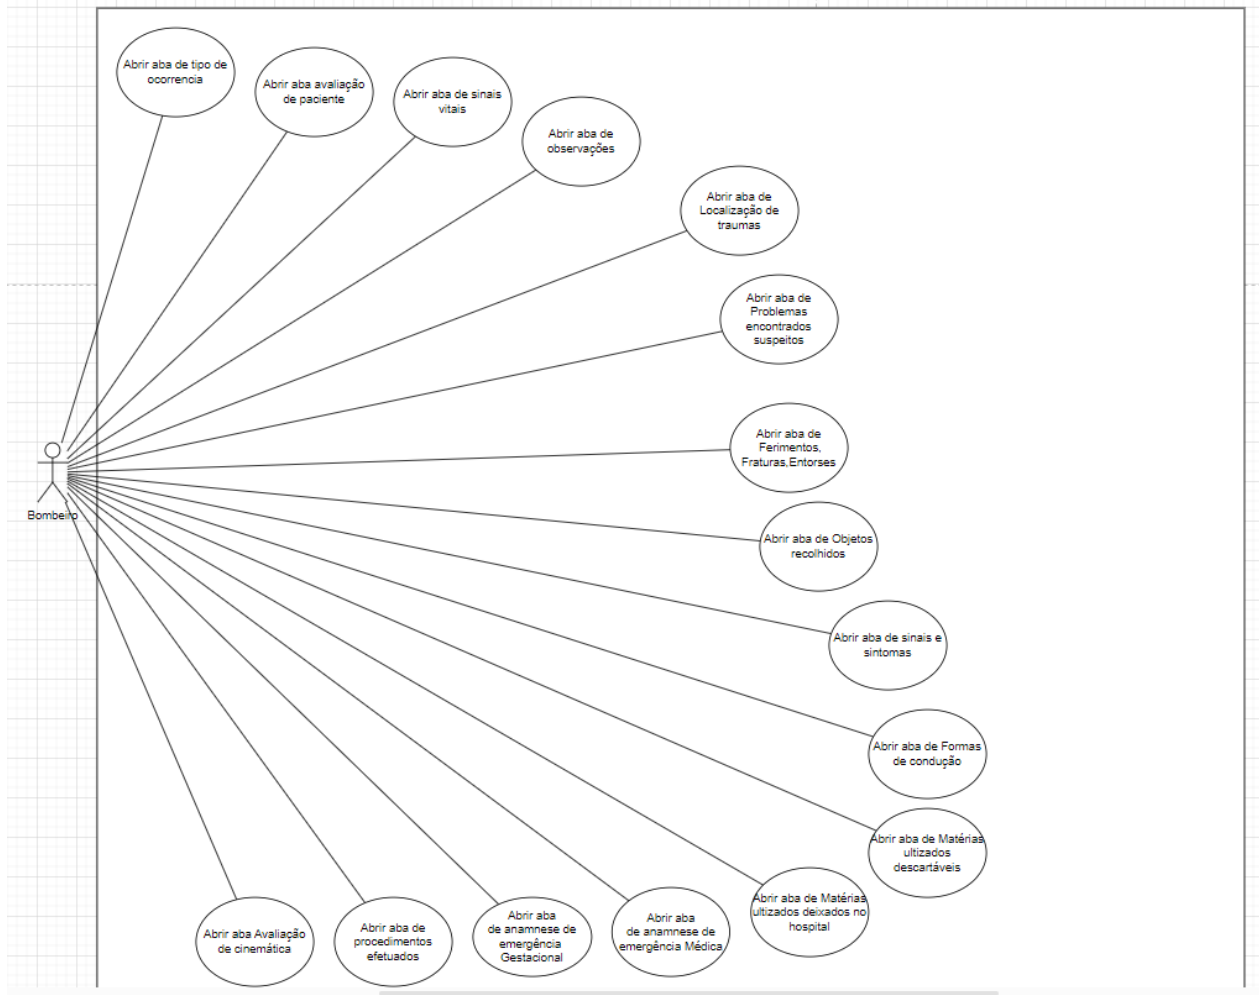 Abrir aba de tipo de
ocorrencia
Abrir aba avaliação
de paciente
Abrir aba de sinais
vitais
Abrir aba de
observações
Abrir aba de
Localização de
traumas
Abrir aba de
Problemas
encontrados
suspeitos
Abrir aba de
Ferimentos,
Fraturas,Entorses
Bombeiro
Abrir aba de Objetos
recolhidos
Abrir aba de sinais e
sintomas
Abrir aba de Formas
de condução
Abrir aba de Matérias
ultizados
descartáveis
Abrir aba de Matérias
ultizados deixados no
hospital
Abrir aba
de anamnese de
emergência Médica
Abrir aba
de anamnese de
emergência
Gestacional
Abrir aba de
procedimentos
efetuados
Abrir aba Avaliação
de cinemática